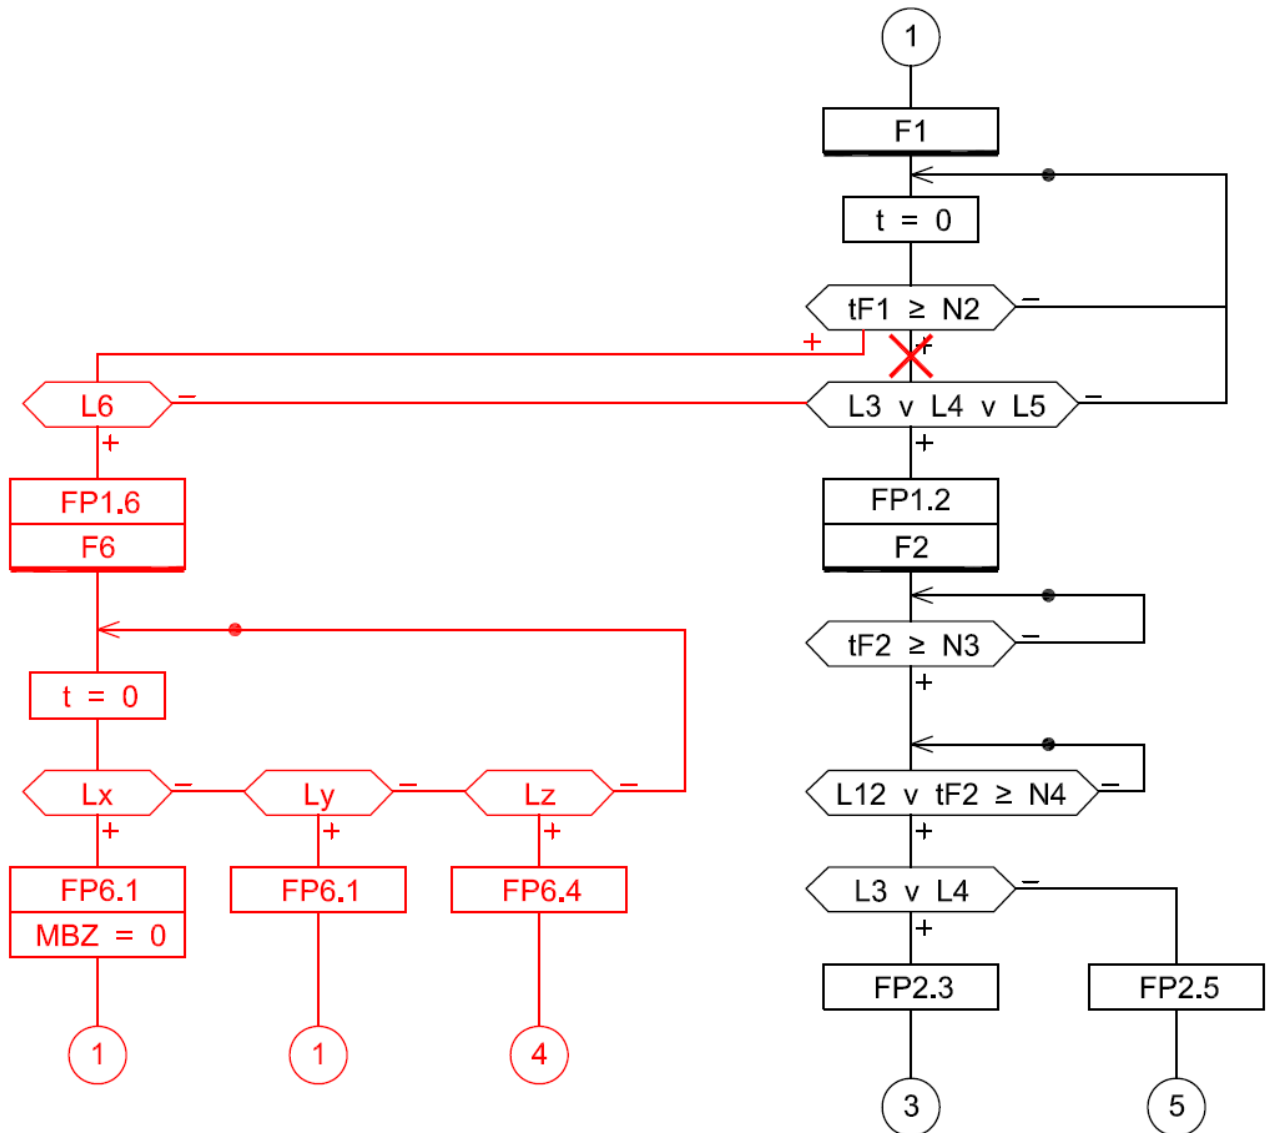 1
F1
t = 0
tF1 ≥ N2
−
+
+
L6
−
L3 v L4 v L5
−
+
+
FP1.6
FP1.2
F6
F2
tF2 ≥ N3
−
+
t = 0
Lx
−
Ly
−
Lz
−
L12 v tF2 ≥ N4
−
+
+
+
+
FP6.1
FP6.1
FP6.4
L3 v L4
−
+
MBZ = 0
FP2.3
FP2.5
1
1
4
3
5